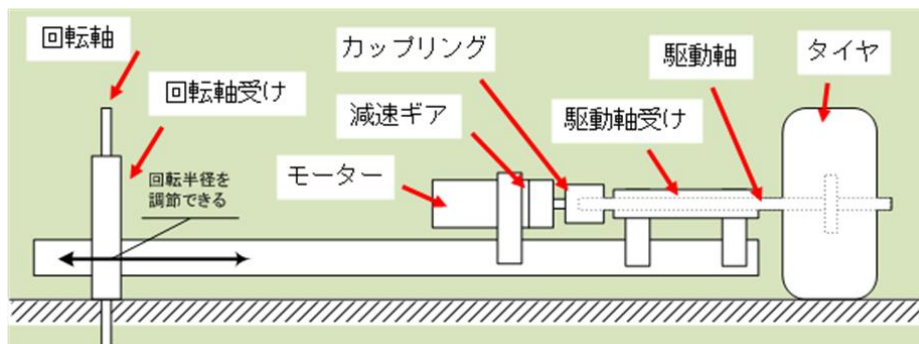 回転軸
カップリング
駆動軸
タイヤ
回転軸受け
減速ギア
駆動軸受け
モーター
回転半径を
調節できる